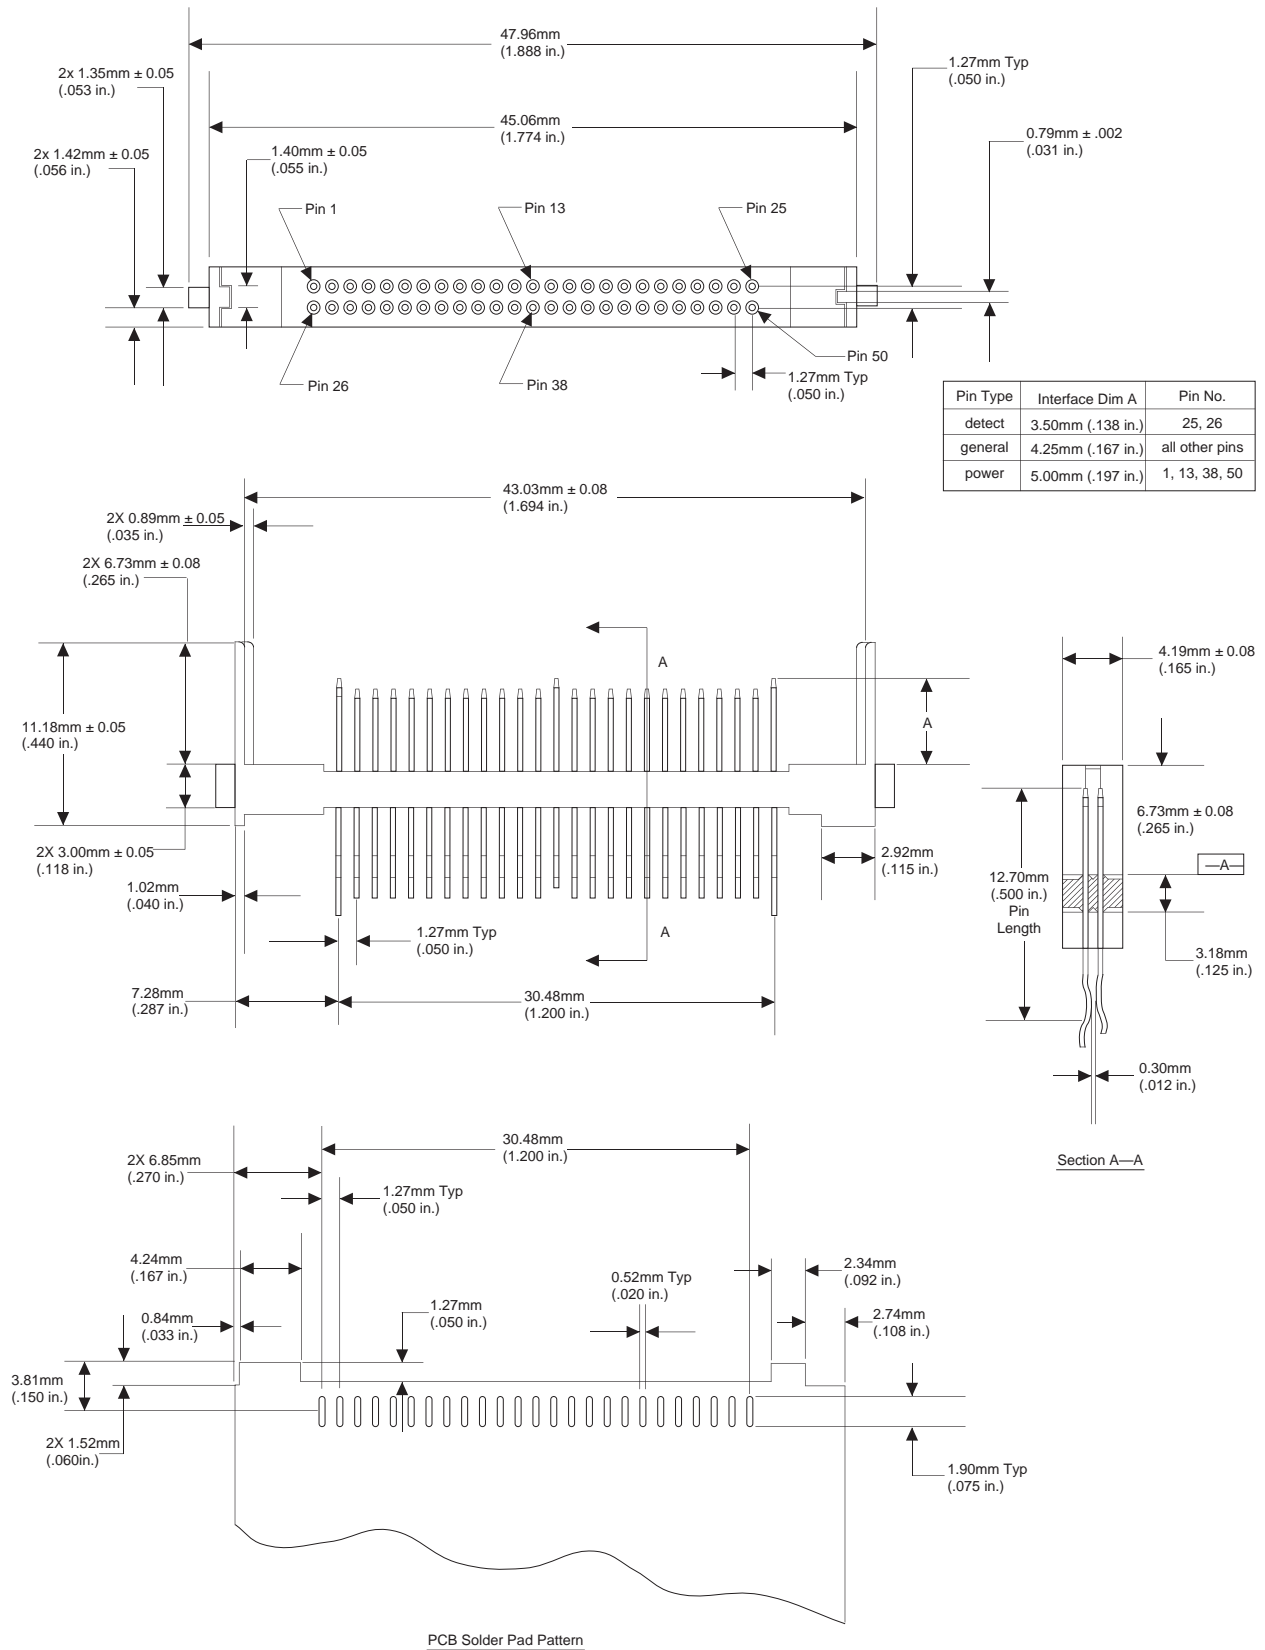 47.96mm
(1.888 in.)
2x 1.35mm ± 0.05
(.053 in.)
1.27mm Typ
(.050 in.)
45.06mm
(1.774 in.)
0.79mm ± .002
(.031 in.)
2x 1.42mm ± 0.05
(.056 in.)
1.40mm ± 0.05
(.055 in.)
Pin 1
Pin 13
Pin 25
Pin 26
Pin 38
Pin 50
1.27mm Typ
(.050 in.)
Pin Type Interface Dim A Pin No.
detect 3.50mm (.138 in.) 25, 26
general 4.25mm (.167 in.) all other pins
power 5.00mm (.197 in.) 1, 13, 38, 50
43.03mm ± 0.08
(1.694 in.)
2X 0.89mm ± 0.05
(.035 in.)
2X 6.73mm ± 0.08
(.265 in.)
A
4.19mm ± 0.08
(.165 in.)
11.18mm ± 0.05
(.440 in.)
A
6.73mm ± 0.08
(.265 in.)
2X 3.00mm ± 0.05
(.118 in.)
2.92mm
(.115 in.)
—A—
12.70mm
(.500 in.)
Pin
Length
1.02mm
(.040 in.)
1.27mm Typ
(.050 in.)
A
3.18mm
(.125 in.)
7.28mm
(.287 in.)
30.48mm
(1.200 in.)
0.30mm
(.012 in.)
Section A—A
30.48mm
(1.200 in.)
2X 6.85mm
(.270 in.)
1.27mm Typ
(.050 in.)
4.24mm
(.167 in.)
0.52mm Typ
(.020 in.)
2.34mm
(.092 in.)
1.27mm
(.050 in.)
0.84mm
(.033 in.)
2.74mm
(.108 in.)
3.81mm
(.150 in.)
2X 1.52mm
(.060in.)
1.90mm Typ
(.075 in.)
PCB Solder Pad Pattern